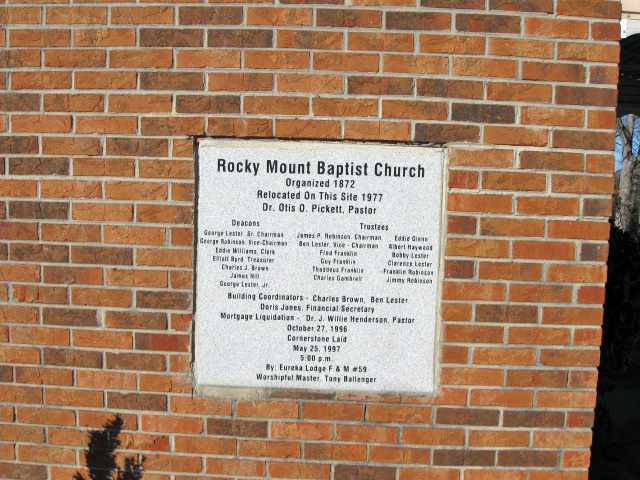 Rocky Mount Baptist Church
Organized 1872
Relocated On This Site 1977
Dr. Otis O. Pickett, Pastor
Deacons
George Lester, Sr. Chairman
George Robinson, Vice-Chairman
Eddie Williams, Clerk
Elliott Byrd, Treasurer
Charles J. Brown
James Hill
George Lester, Jr.
Trustees
James P. Robinson, Chairman
Ben Lester, Vice - Chairman
Fred Franklin
Guy Franklin
Thaddeus Franklin
Charles Gambrell
Eddie Glenn
Albert Haywood
Bobby Lester
Clarence Lester
Franklin Robinson
Jimmy Robinson
Building Coordinators - Charles Brown, Ben Lester
Doris Jones, Financial Secretary
Mortgage Liquidation - Dr. J. Willie Henderson, Pastor
October 27, 1996
Cornerstone Laid
May 25, 1997
5:00 p.m.
By: Eureka Lodge F & M #59
Worshipful Master, Tony Ballenger